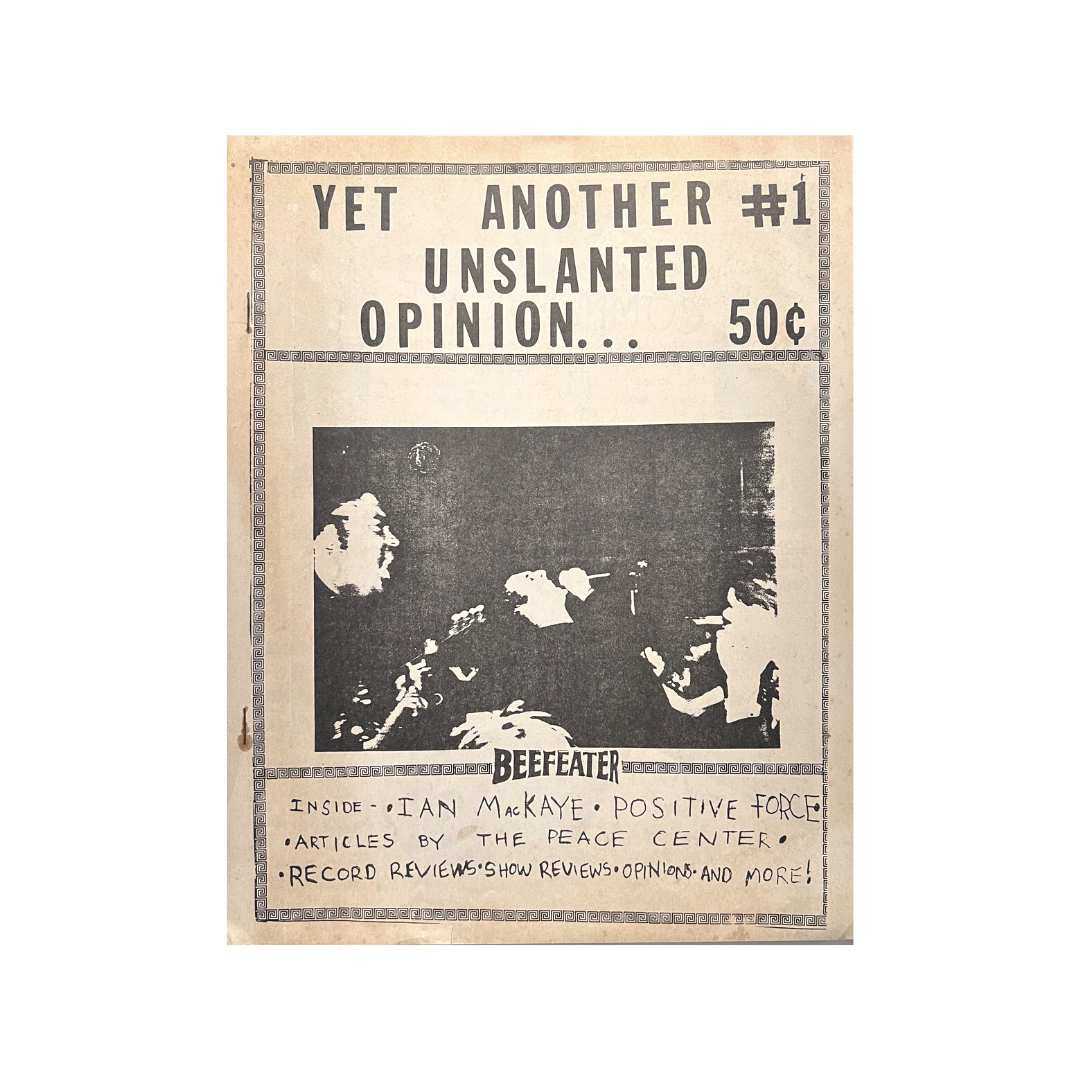 YET ANOTHER #1
UNSLANTED
OPINION... 50¢
BEEFEATER
INSIDE - • IAN MacKAYE • POSITIVE FORCE •
• ARTICLES BY THE PEACE CENTER •
• RECORD REVIEWS • SHOW REVIEWS • OPINIONS • AND MORE!